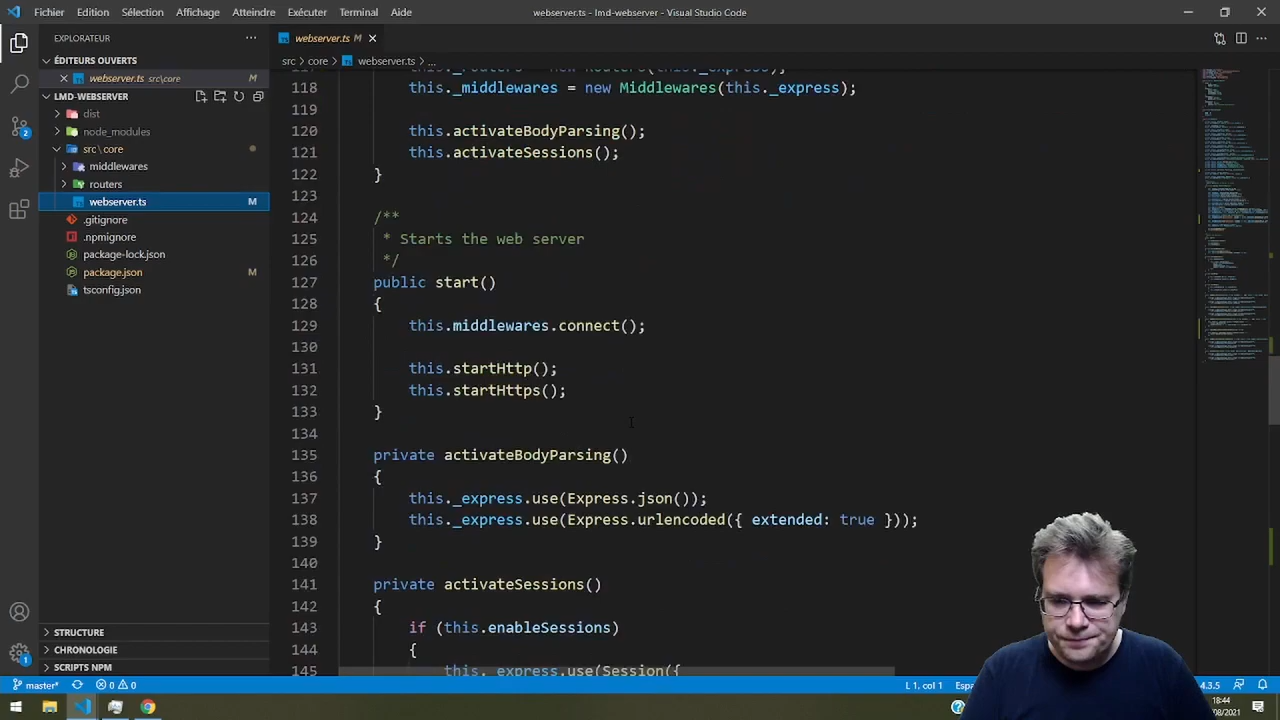 Fichier Edition Sélection Affichage Atteindre Exécuter Terminal Aide
webserver.ts - lmd-webserver - Visual Studio Code
EXPLORATEUR
ÉDITEURS OUVERTS
webserver.ts src\core M
LMD-WEBSERVER
dist
node_modules
src\core
middlewares
routers
webserver.ts M
.gitignore
.npmignore
package-lock.json
package.json M
tsconfig.json
STRUCTURE
CHRONOLOGIE
SCRIPTS NPM
webserver.ts M
src > core > webserver.ts > ...
118 this._middlwares = new Middlewares(this._express);
119
120 this.activateBodyParsing();
121 this.activateSessions();
122
123
124 /**
125 Starts the web server
126 */
127 public start()
128 {
129 this.middlewares.connect();
130
131 this.startHttp();
132 this.startHttps();
133 }
134
135 private activateBodyParsing()
136 {
137 this._express.use(Express.json());
138 this._express.use(Express.urlencoded({ extended: true }));
139 }
140
141 private activateSessions()
142 {
143 if (this.enableSessions)
144 {
145 this._express.use(Session({
master* 0 0
L 1, col 1
4.3.5
18:44